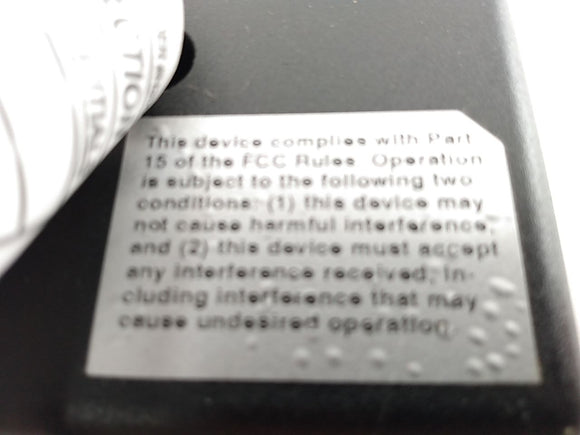 This device complies with Part
15 of the FCC Rules. Operation
is subject to the following two
conditions: (1) this device may
not cause harmful interference,
and (2) this device must accept
any interference received, in-
cluding interference that may
cause undesired operation.